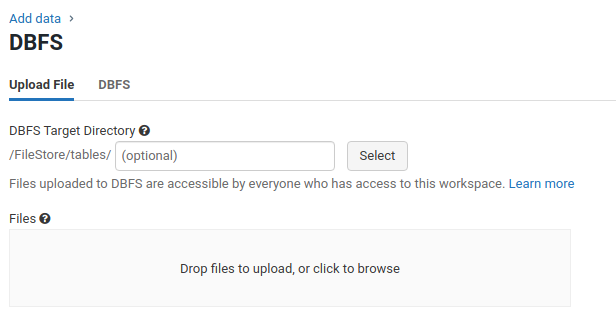 Add data ›
DBFS
Upload File DBFS
DBFS Target Directory ?
/FileStore/tables/ (optional) Select
Files uploaded to DBFS are accessible by everyone who has access to this workspace. Learn more
Files ?
Drop files to upload, or click to browse